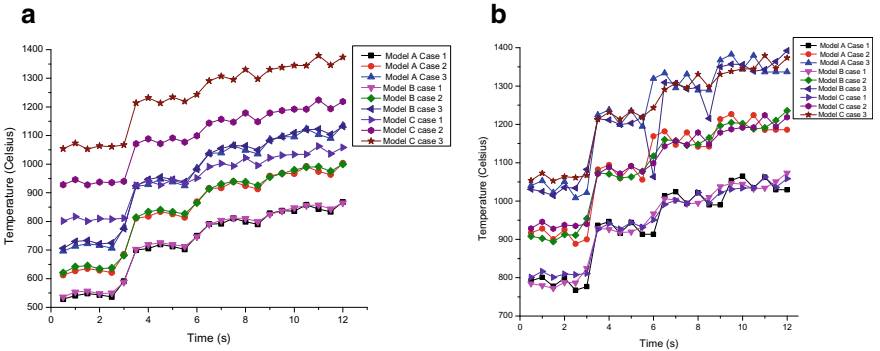 a
1400
1300
1200
1100
1000
900
800
700
600
500
0
2
4
6
8
10
12
14
Temperature (Celsius)
Time (s)
Model A Case 1
Model A Case 2
Model A Case 3
Model B case 1
Model B case 2
Model B case 3
Model C case 1
Model C case 2
Model C case 3
b
1400
1300
1200
1100
1000
900
800
700
0
2
4
6
8
10
12
Temperature (Celsius)
Time (s)
Model A Case 1
Model A Case 2
Model A Case 3
Model B case 1
Model B case 2
Model B case 3
Model C case 1
Model C case 2
Model C case 3